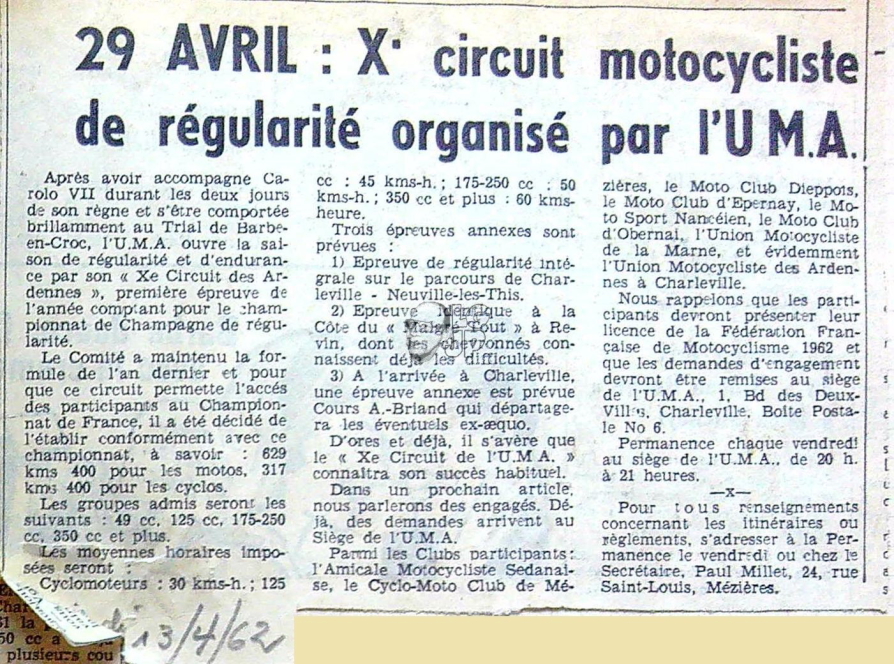 29 AVRIL : X· circuit motocycliste
de régularité organisé par l'U M.A.
Après avoir accompagne Ca-
rolo VII durant les deux jours
de son règne et s'être comportée
brillamment au Trial de Barbe-
en-Croc, l'U.M.A. ouvre la sai-
son de régularité et d'enduran-
ce par son « Xe Circuit des Ar-
dennes », première épreuve de
l'année comptant pour le cham-
pionnat de Champagne de régu-
larité.
Le Comité a maintenu la for-
mule de l'an dernier et pour
que ce circuit permette l'accés
des participants au Champion-
nat de France, il a été décidé de
l'établir conformément avec ce
championnat, à savoir : 629
kms 400 pour les motos, 317
kms 400 pour les cyclos.
Les groupes admis seront les
suivants : 49 cc, 125 cc, 175-250
cc, 350 cc et plus.
Les moyennes horaires impo-
sées seront :
Cyclomoteurs : 30 kms-h. ; 125
cc : 45 kms-h. ; 175-250 cc : 50
kms-h. ; 350 cc et plus : 60 kms-
heure.
Trois épreuves annexes sont
prévues :
1) Epreuve de régularité inté-
grale sur le parcours de Char-
leville - Neuville-les-This.
2) Epreuve à la
Côte du « Malgré Tout » à Re-
vin, dont les chevronnés con-
naissent déjà les difficultés.
3) A l'arrivée à Charleville,
une épreuve annexe est prévue
Cours A.-Briand qui départage-
ra les éventuels ex-æquo.
D'ores et déjà, il s'avère que
le « Xe Circuit de l'U.M.A. »
connaîtra son succès habituel.
Dans un prochain article,
nous parlerons des engagés. Dé-
jà, des demandes arrivent au
Siège de l'U.M.A.
Parmi les Clubs participants :
l'Amicale Motocycliste Sedanai-
se, le Cyclo-Moto Club de Mé-
zières, le Moto Club Dieppois,
le Moto Club d'Epernay, le Mo-
to Sport Nancéien, le Moto Club
d'Obernai, l'Union Motocycliste
de la Marne, et évidemment
l'Union Motocycliste des Arden-
nes à Charleville.
Nous rappelons que les parti-
cipants devront présenter leur
licence de la Fédération Fran-
çaise de Motocyclisme 1962 et
que les demandes d'engagement
devront être remises au siège
de l'U.M.A., 1, Bd des Deux-
Villes, Charleville, Boîte Posta-
le No 6.
Permanence chaque vendredi
au siège de l'U.M.A., de 20 h.
à 21 heures.
—x—
Pour tous renseignements
concernant les itinéraires ou
règlements, s'adresser à la Per-
manence le vendredi ou chez le
Secrétaire, Paul Millet, 24, rue
Saint-Louis, Mézières.
13/4/62
plusieurs cou